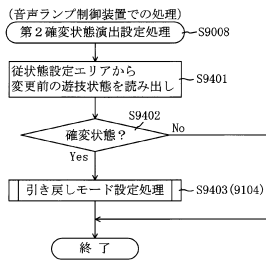 (音声ランプ制御装置での処理)
第2確変状態演出設定処理
S9008
従状態設定エリアから
変更前の遊技状態を読み出し
S9401
S9402
確変状態？
No
Yes
引き戻しモード設定処理
S9403(9104)
終了